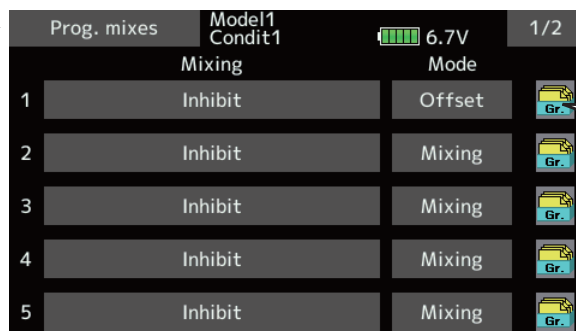 Prog. mixes Model1 Condit1 6.7V 1/2
Mixing Mode
1 Inhibit Offset Gr.
2 Inhibit Mixing Gr.
3 Inhibit Mixing Gr.
4 Inhibit Mixing Gr.
5 Inhibit Mixing Gr.